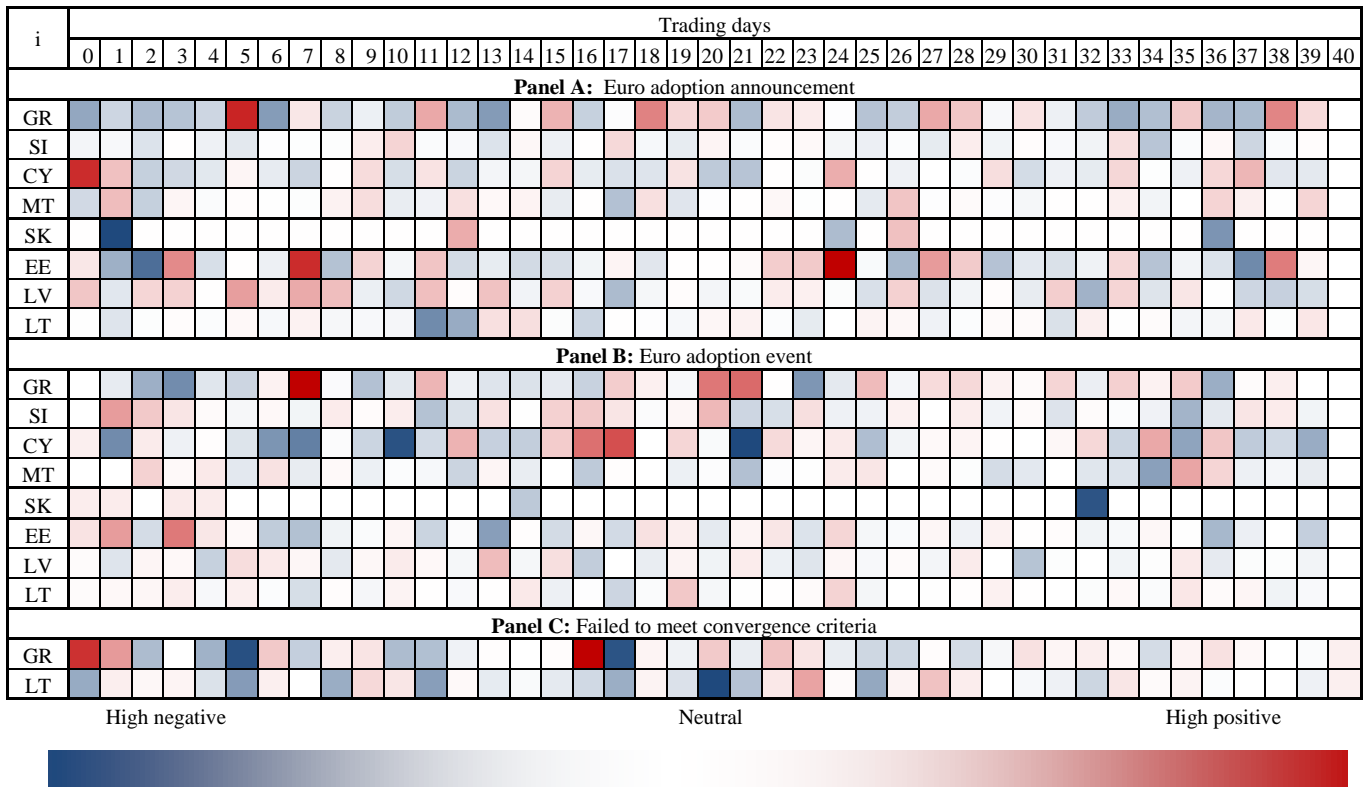 i
Trading days
0 1 2 3 4 5 6 7 8 9 10 11 12 13 14 15 16 17 18 19 20 21 22 23 24 25 26 27 28 29 30 31 32 33 34 35 36 37 38 39 40
Panel A: Euro adoption announcement
GR
SI
CY
MT
SK
EE
LV
LT
Panel B: Euro adoption event
GR
SI
CY
MT
SK
EE
LV
LT
Panel C: Failed to meet convergence criteria
GR
LT
High negative Neutral High positive